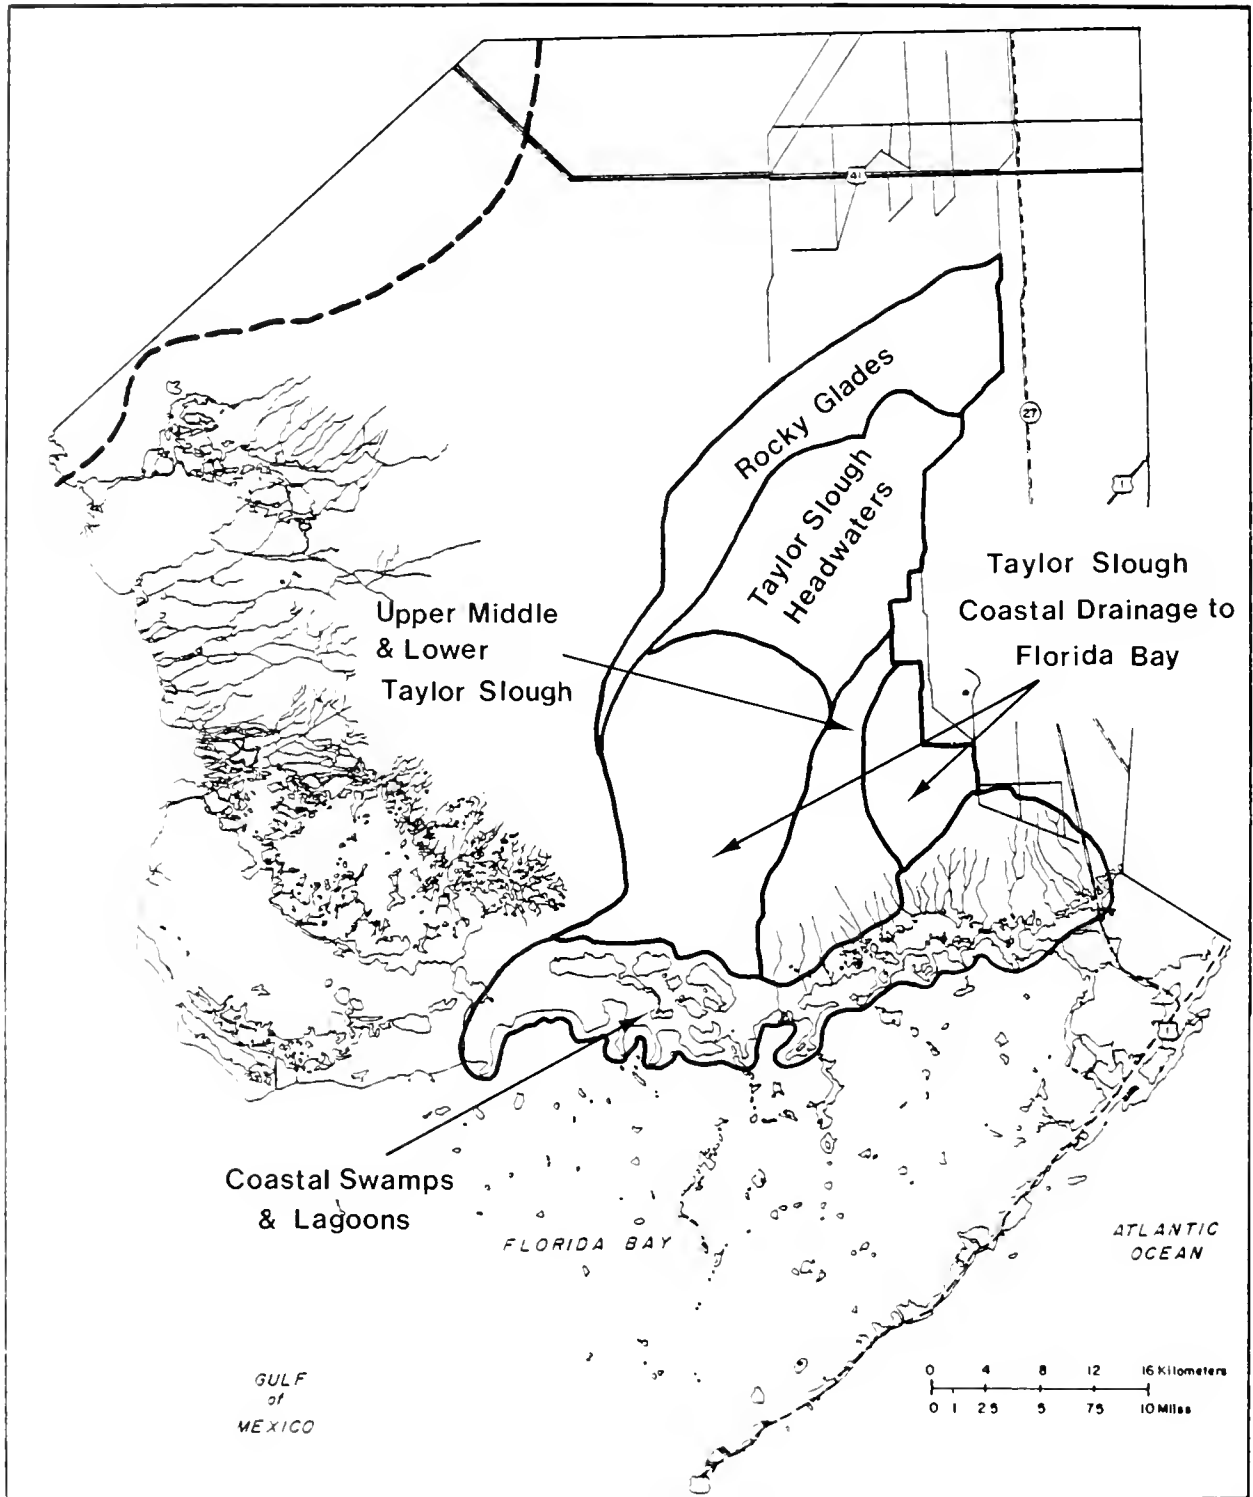 41
Rocky Glades
27
Taylor Slough
Headwaters
1
Taylor Slough
Coastal Drainage to
Florida Bay
Upper Middle
& Lower
Taylor Slough
Coastal Swamps
& Lagoons
FLORIDA BAY
ATLANTIC
OCEAN
GULF
of
MEXICO
0 4 8 12 16 Kilometers
0 1 2 5 5 7 5 10 Miles